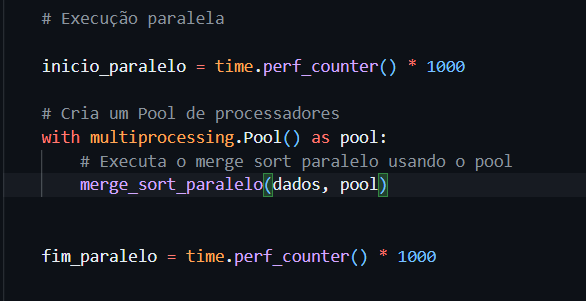 # Execução paralela
inicio_paralelo = time.perf_counter() * 1000
# Cria um Pool de processadores
with multiprocessing.Pool() as pool:
# Executa o merge sort paralelo usando o pool
merge_sort_paralelo(dados, pool)
fim_paralelo = time.perf_counter() * 1000